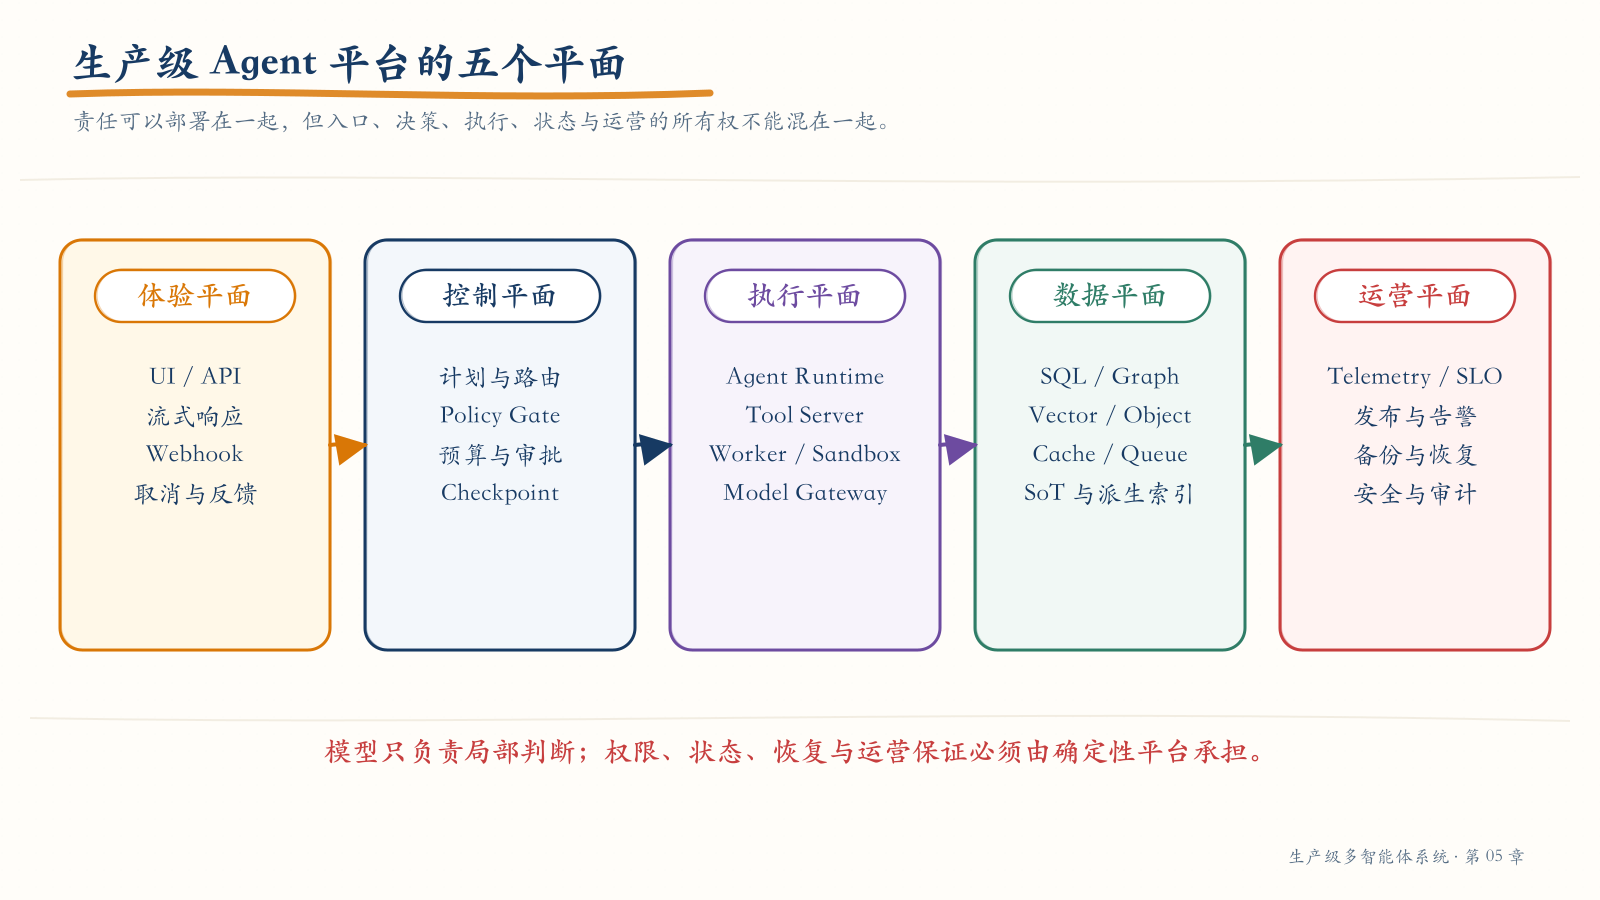 生产级 Agent 平台的五个平面
责任可以部署在一起，但入口、决策、执行、状态与运营的所有权不能混在一起。
体验平面
UI / API
流式响应
Webhook
取消与反馈
控制平面
计划与路由
Policy Gate
预算与审批
Checkpoint
执行平面
Agent Runtime
Tool Server
Worker / Sandbox
Model Gateway
数据平面
SQL / Graph
Vector / Object
Cache / Queue
SoT 与派生索引
运营平面
Telemetry / SLO
发布与告警
备份与恢复
安全与审计
模型只负责局部判断；权限、状态、恢复与运营保证必须由确定性平台承担。
生产级多智能体系统 · 第 05 章